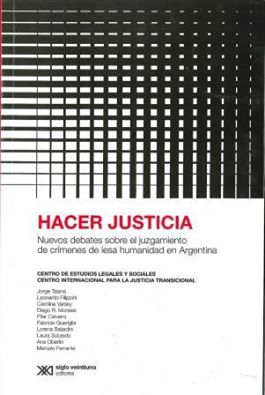 HACER JUSTICIA
Nuevos debates sobre el juzgamiento
de crímenes de lesa humanidad en Argentina
CENTRO DE ESTUDIOS LEGALES Y SOCIALES
CENTRO INTERNACIONAL PARA LA JUSTICIA TRANSICIONAL
Jorge Taiana
Leonardo Filippini
Carolina Varsky
Diego R. Morales
Pilar Calveiro
Fabricio Guariglia
Lorena Balardini
Laura Sobredo
Ana Oberlin
Marcelo Ferrante
siglo veintiuno
editores